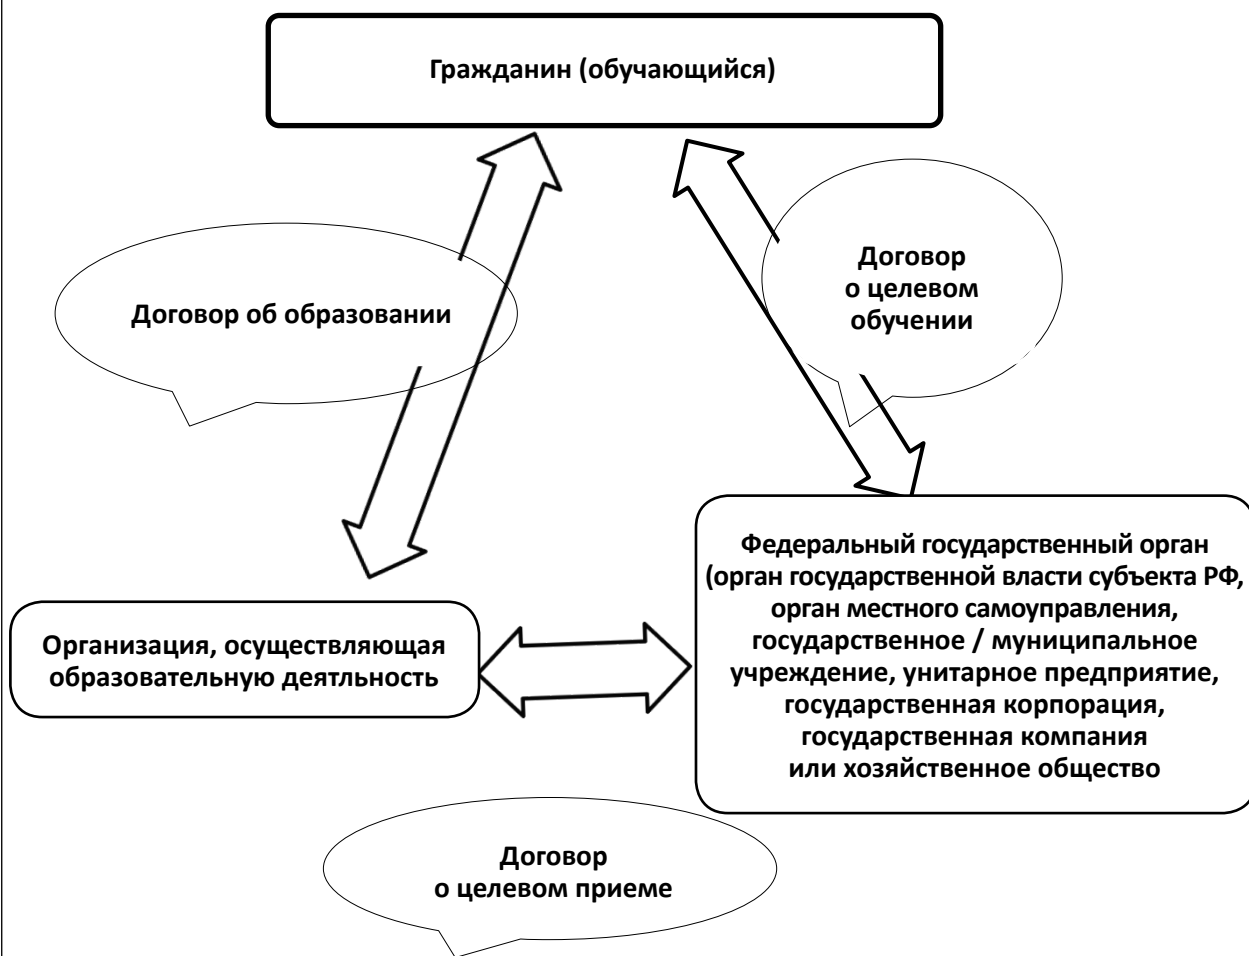 Гражданин (обучающийся)
Договор
о целевом
обучении
Договор об образовании
Федеральный государственный орган
(орган государственной власти субъекта РФ,
орган местного самоуправления,
государственное / муниципальное
учреждение, унитарное предприятие,
государственная корпорация,
государственная компания
или хозяйственное общество
Организация, осуществляющая
образовательную деятльность
Договор
о целевом приеме